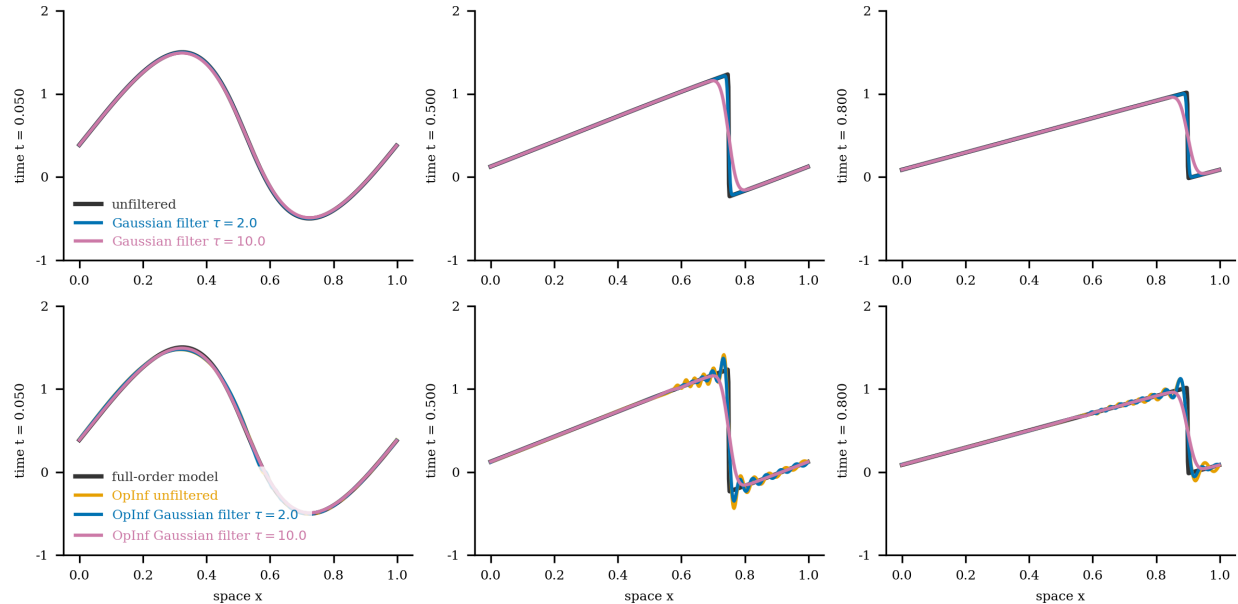 2
1
0
-1
time t = 0.050
unfiltered
Gaussian filter τ = 2.0
Gaussian filter τ = 10.0
0.0 0.2 0.4 0.6 0.8 1.0
2
1
0
-1
time t = 0.500
0.0 0.2 0.4 0.6 0.8 1.0
2
1
0
-1
time t = 0.800
0.0 0.2 0.4 0.6 0.8 1.0
2
1
0
-1
time t = 0.050
full-order model
OpInf unfiltered
OpInf Gaussian filter τ = 2.0
OpInf Gaussian filter τ = 10.0
0.0 0.2 0.4 0.6 0.8 1.0
space x
2
1
0
-1
time t = 0.500
0.0 0.2 0.4 0.6 0.8 1.0
space x
2
1
0
-1
time t = 0.800
0.0 0.2 0.4 0.6 0.8 1.0
space x